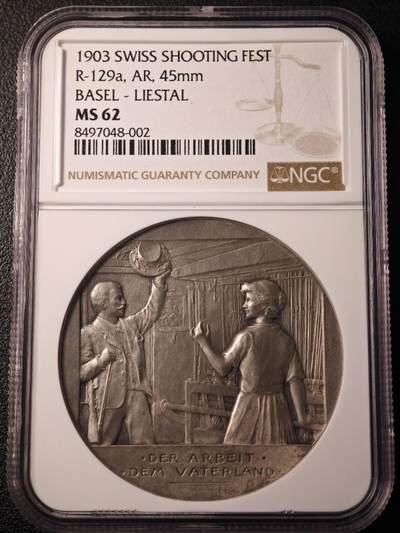 1903 SWISS SHOOTING FEST
R-129a, AR, 45mm
BASEL - LIESTAL
MS 62
8497048-002
NUMISMATIC GUARANTY COMPANY
NGC®
·DER ARBEIT·
·DEM VATERLAND·